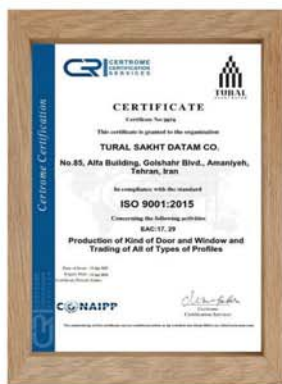 CERTROME
CERTIFICATION
SERVICES
TURAL
Certrome Certification
CERTIFICATE
This certificate is granted to the organization
TURAL SAKHT DATAM CO.
No.85, Alfa Building, Golshahr Blvd., Amaniyeh,
Tehran, Iran
In compliance with the standard
ISO 9001:2015
Concerning the following activities
EAC:17, 29
Production of Kind of Door and Window and
Trading of All of Types of Profiles
Certrome
Certification Services